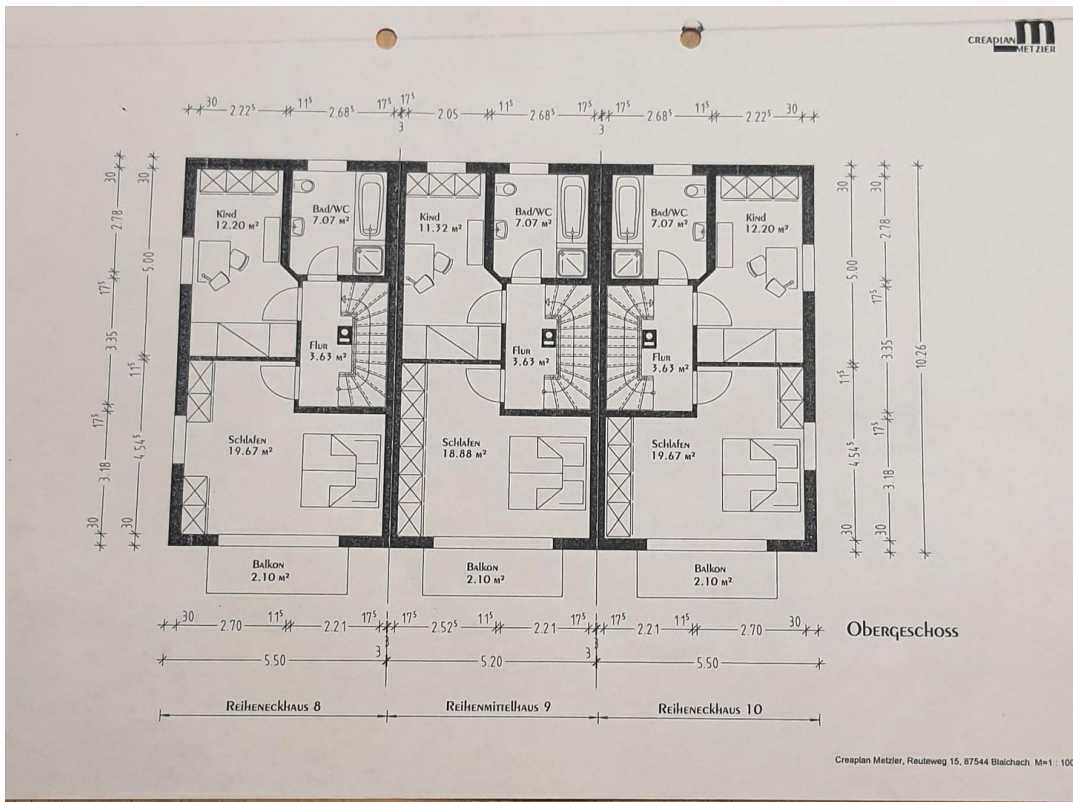 CREAPLAN
METZLER
30 2.22⁵ 11⁵ 2.68⁵ 17⁵ 17⁵ 2.05 11⁵ 2.68⁵ 17⁵ 17⁵ 2.68⁵ 11⁵ 2.22⁵ 30
3 3
30 2.78 17⁵ 3.35 17⁵ 3.18 30
30 5.00 11⁵ 4.54⁵ 30
Kind
12.20 m²
Bad/WC
7.07 m²
Kind
11.32 m²
Bad/WC
7.07 m²
Bad/WC
7.07 m²
Kind
12.20 m²
Flur
3.63 m²
Flur
3.63 m²
Flur
3.63 m²
Schlafen
19.67 m²
Schlafen
18.88 m²
Schlafen
19.67 m²
Balkon
2.10 m²
Balkon
2.10 m²
Balkon
2.10 m²
30 5.00 11⁵ 4.54⁵ 30
30 2.78 17⁵ 3.35 17⁵ 3.18 30
10.26
30 2.70 11⁵ 2.21 17⁵ 17⁵ 2.52⁵ 11⁵ 2.21 17⁵ 17⁵ 2.21 11⁵ 2.70 30
3 3
5.50 3 5.20 3 5.50
Obergeschoss
Reiheneckhaus 8 Reihenmittelhaus 9 Reiheneckhaus 10
Creaplan Metzler, Reuteweg 15, 87544 Blaichach M=1 : 100